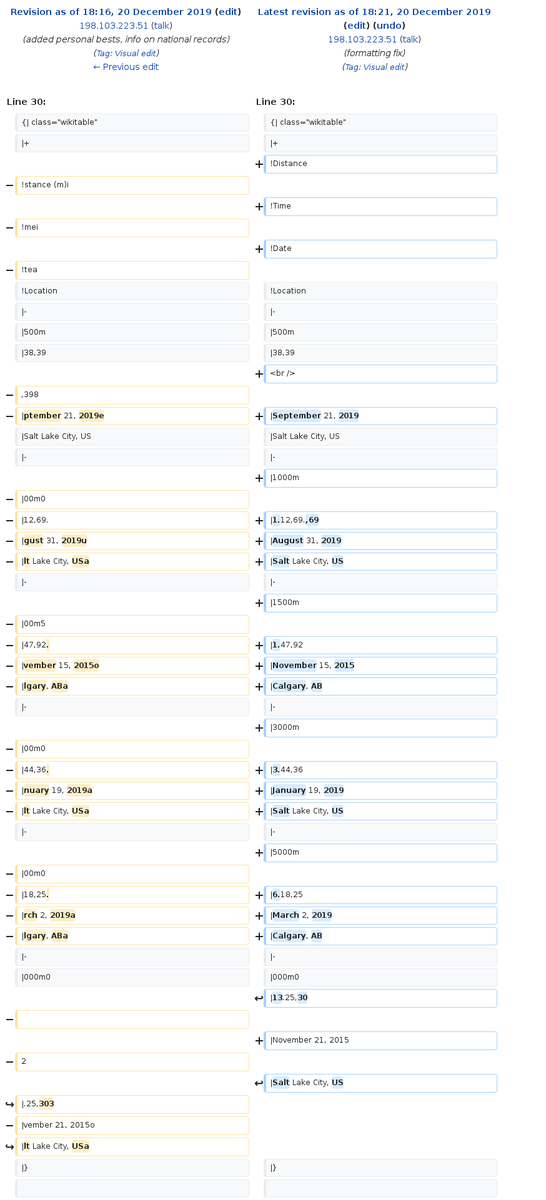 Revision as of 18:16, 20 December 2019 (edit)
198.103.223.51 (talk)
(added personal bests, info on national records)
(Tag: Visual edit)
← Previous edit
Latest revision as of 18:21, 20 December 2019
(edit) (undo)
198.103.223.51 (talk)
(formatting fix)
(Tag: Visual edit)
Line 30: Line 30:
{| class="wikitable" {| class="wikitable"
|+ |+
+ !Distance
− !stance (m)i
+ !Time
− !mei
+ !Date
− !tea
!Location !Location
|- |-
|500m |500m
|38,39 |38,39
+ <br />
− ,398
− |ptember 21, 2019e + |September 21, 2019
|Salt Lake City, US |Salt Lake City, US
|- |-
+ |1000m
− |00m0
− |12,69. + |1.12,69.,69
− |gust 31, 2019u + |August 31, 2019
− |lt Lake City, USa + |Salt Lake City, US
|- |-
+ |1500m
− |00m5
− |47,92. + |1.47,92
− |vember 15, 2015o + |November 15, 2015
− |lgary, ABa + |Calgary, AB
|- |-
+ |3000m
− |00m0
− |44,36. + |3.44,36
− |nuary 19, 2019a + |January 19, 2019
− |lt Lake City, USa + |Salt Lake City, US
|- |-
+ |5000m
− |00m0
− |18,25. + |6.18,25
− |rch 2, 2019a + |March 2, 2019
− |lgary, ABa + |Calgary, AB
|- |-
|000m0 |000m0
↩ |13.25,30
−
+ |November 21, 2015
− 2
↩ |Salt Lake City, US
↪ |.25,303
− |vember 21, 2015o
↪ |lt Lake City, USa
|} |}